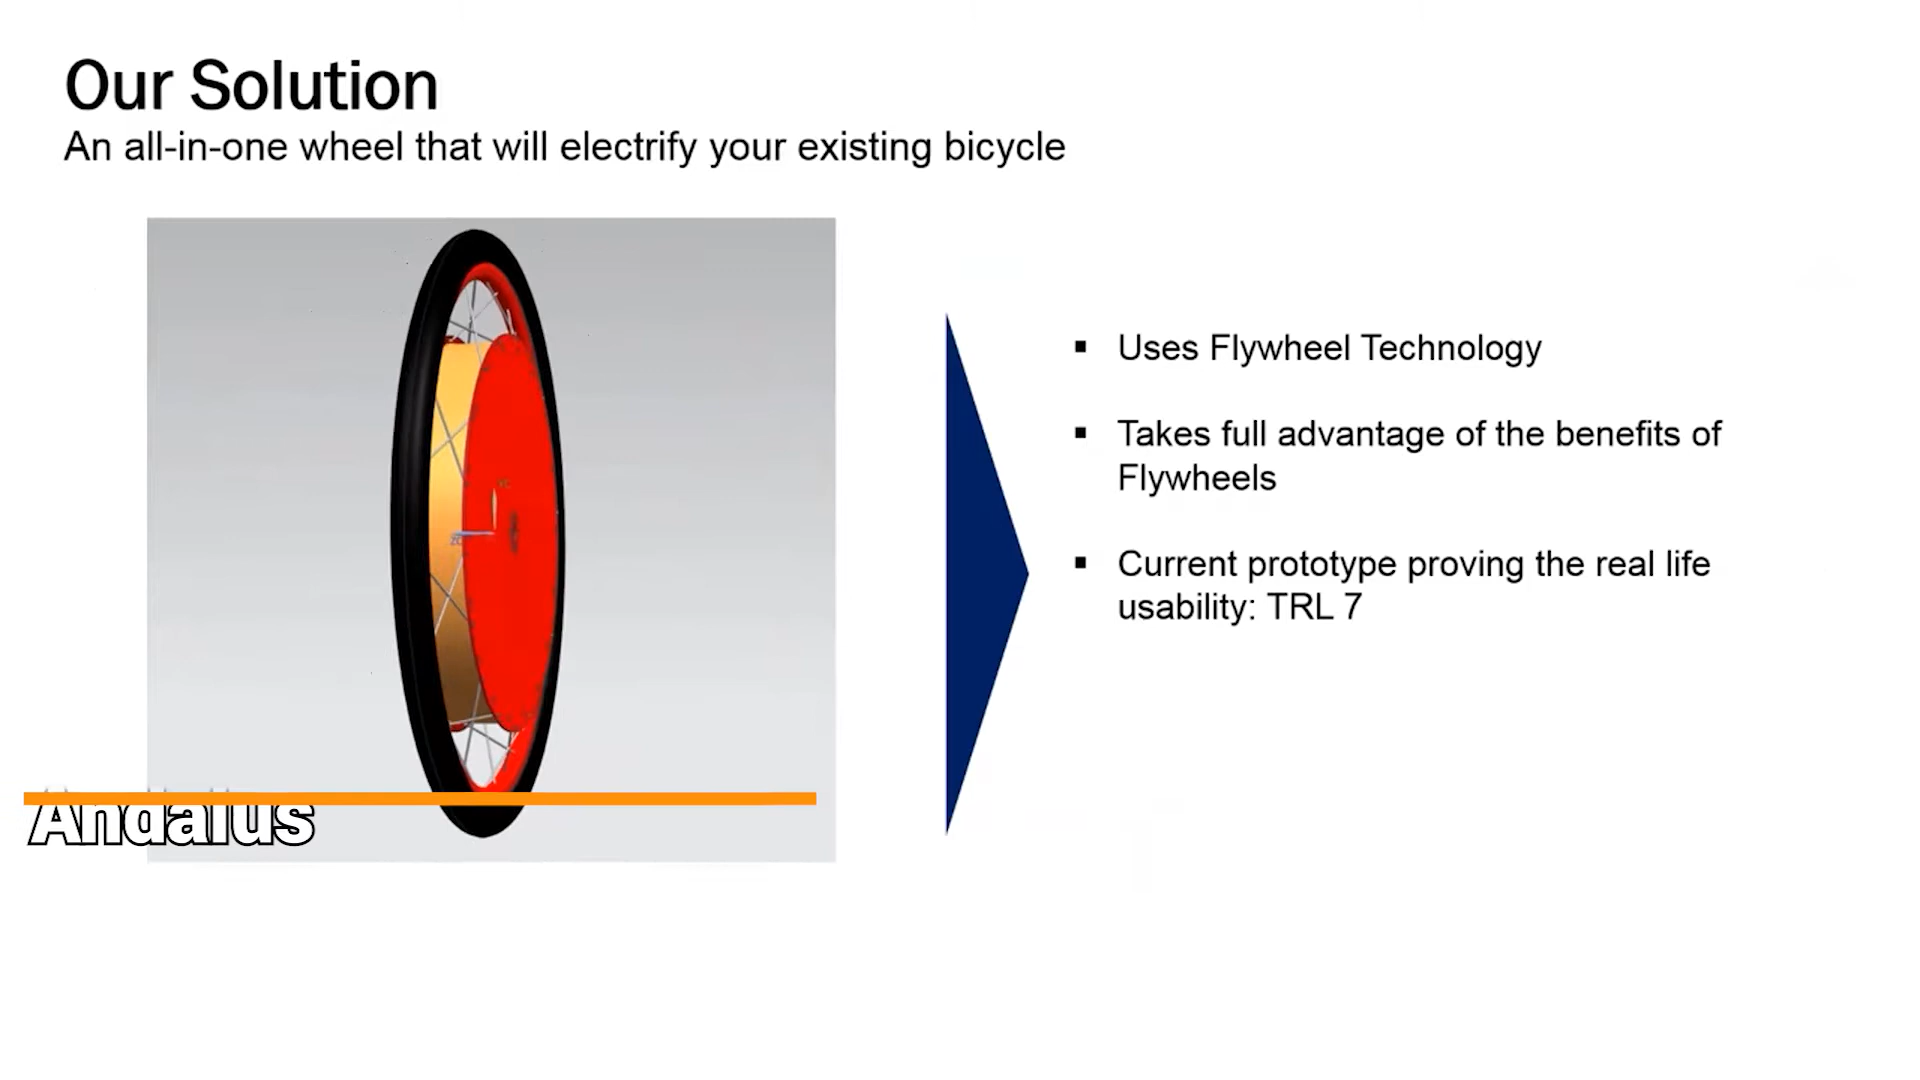 Our Solution
An all-in-one wheel that will electrify your existing bicycle
▪ Uses Flywheel Technology
▪ Takes full advantage of the benefits of
Flywheels
▪ Current prototype proving the real life
usability: TRL 7
Andalus